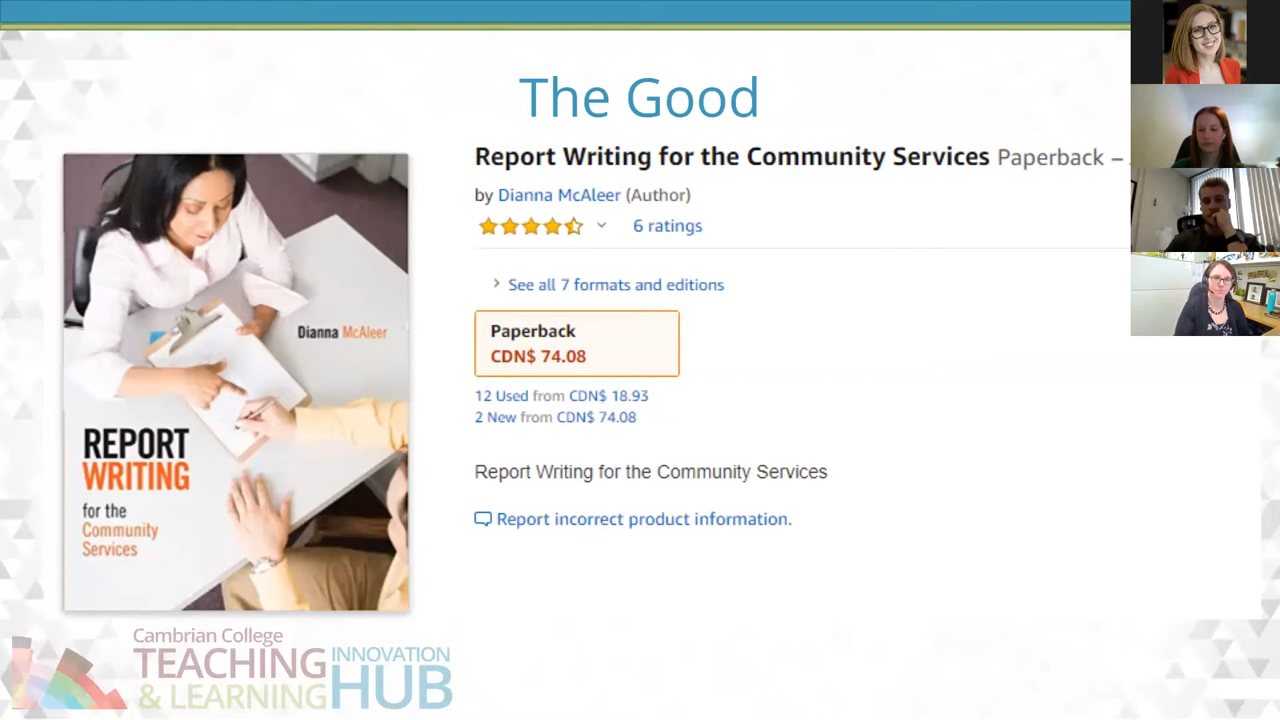 The Good
Report Writing for the Community Services Paperback –
by Dianna McAleer (Author)
6 ratings
See all 7 formats and editions
Paperback
CDN$ 74.08
12 Used from CDN$ 18.93
2 New from CDN$ 74.08
Report Writing for the Community Services
Report incorrect product information.
Dianna McAleer
REPORT
WRITING
for the
Community
Services
Cambrian College
TEACHING
& LEARNING
INNOVATION
HUB